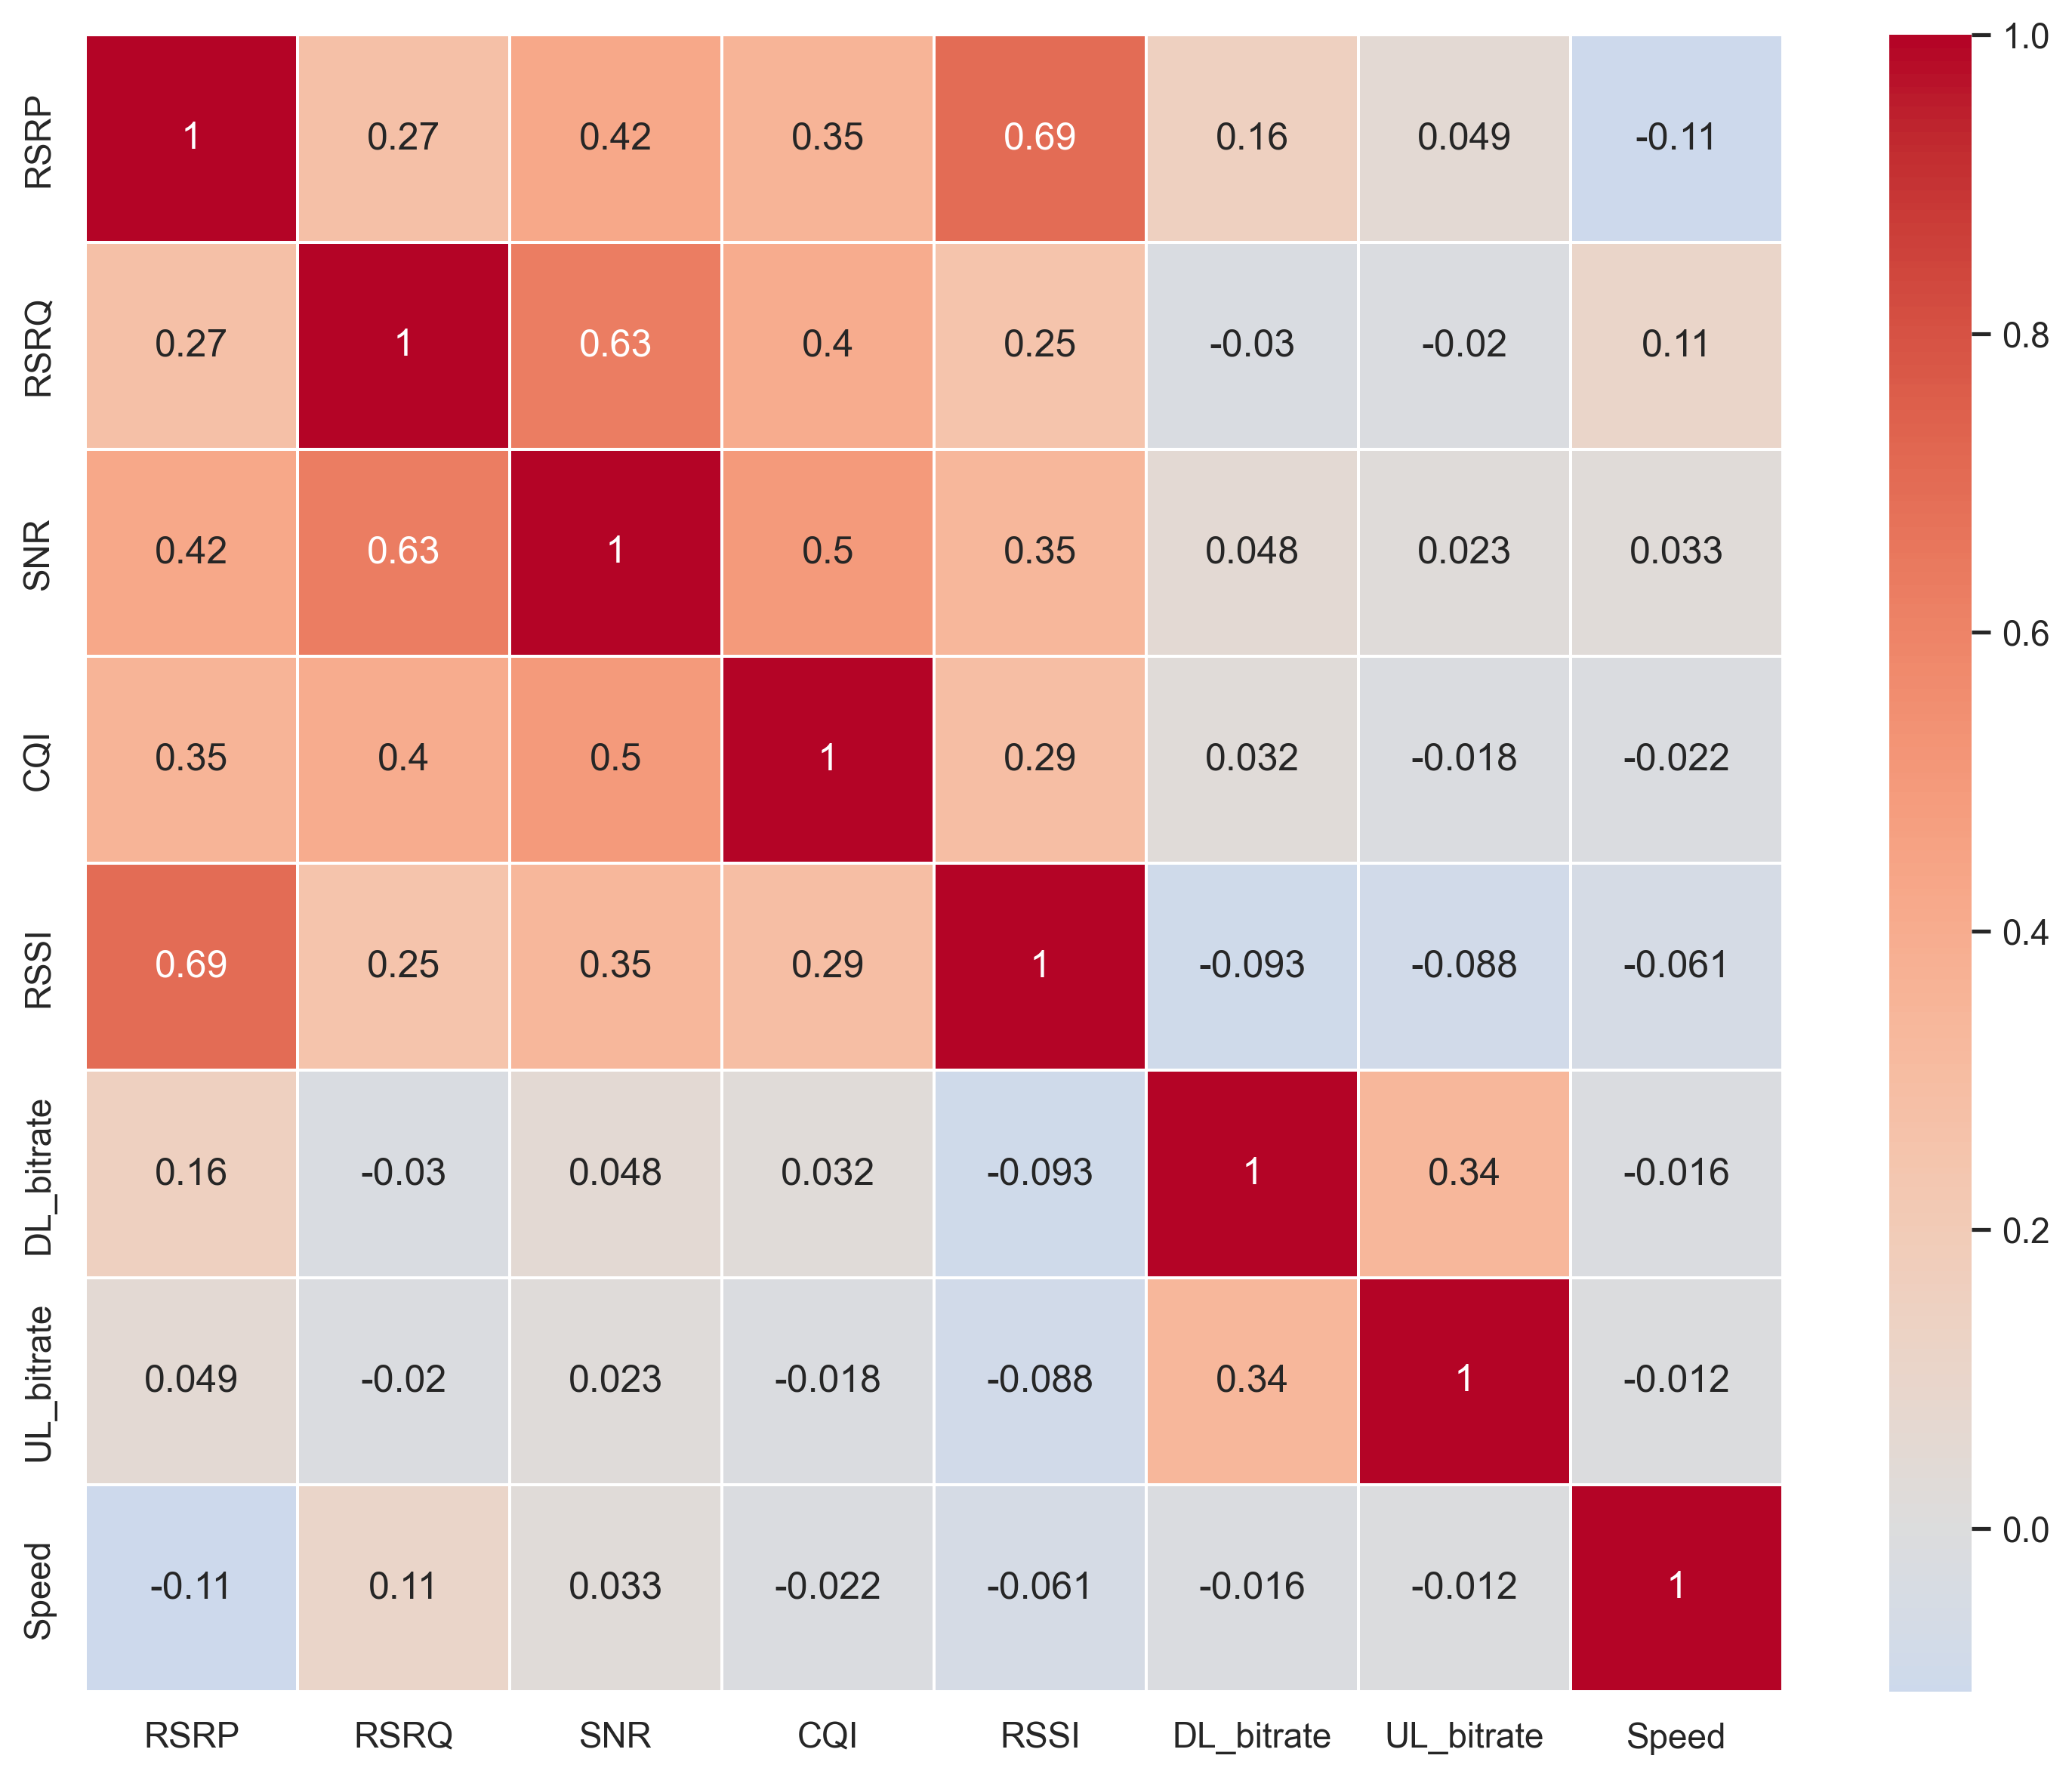 RSRP 1 0.27 0.42 0.35 0.69 0.16 0.049 -0.11
RSRQ 0.27 1 0.63 0.4 0.25 -0.03 -0.02 0.11
SNR 0.42 0.63 1 0.5 0.35 0.048 0.023 0.033
CQI 0.35 0.4 0.5 1 0.29 0.032 -0.018 -0.022
RSSI 0.69 0.25 0.35 0.29 1 -0.093 -0.088 -0.061
DL_bitrate 0.16 -0.03 0.048 0.032 -0.093 1 0.34 -0.016
UL_bitrate 0.049 -0.02 0.023 -0.018 -0.088 0.34 1 -0.012
Speed -0.11 0.11 0.033 -0.022 -0.061 -0.016 -0.012 1
RSRP RSRQ SNR CQI RSSI DL_bitrate UL_bitrate Speed
1.0
0.8
0.6
0.4
0.2
0.0